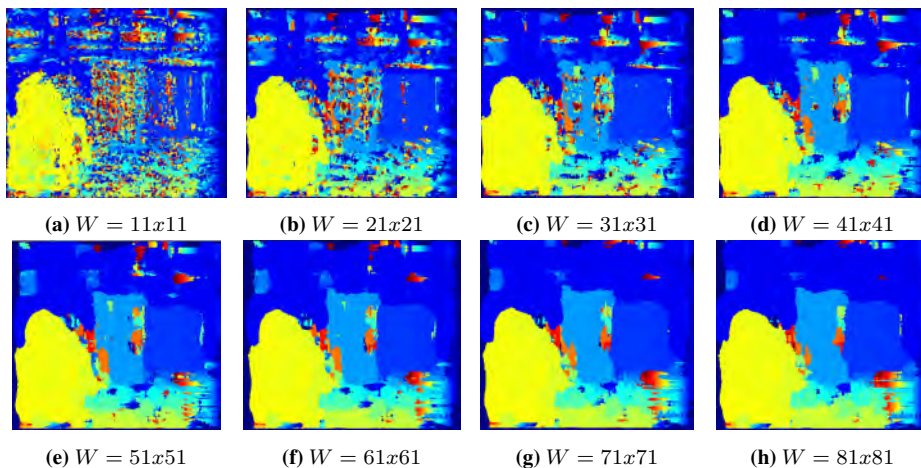 (a) W = 11x11
(b) W = 21x21
(c) W = 31x31
(d) W = 41x41
(e) W = 51x51
(f) W = 61x61
(g) W = 71x71
(h) W = 81x81